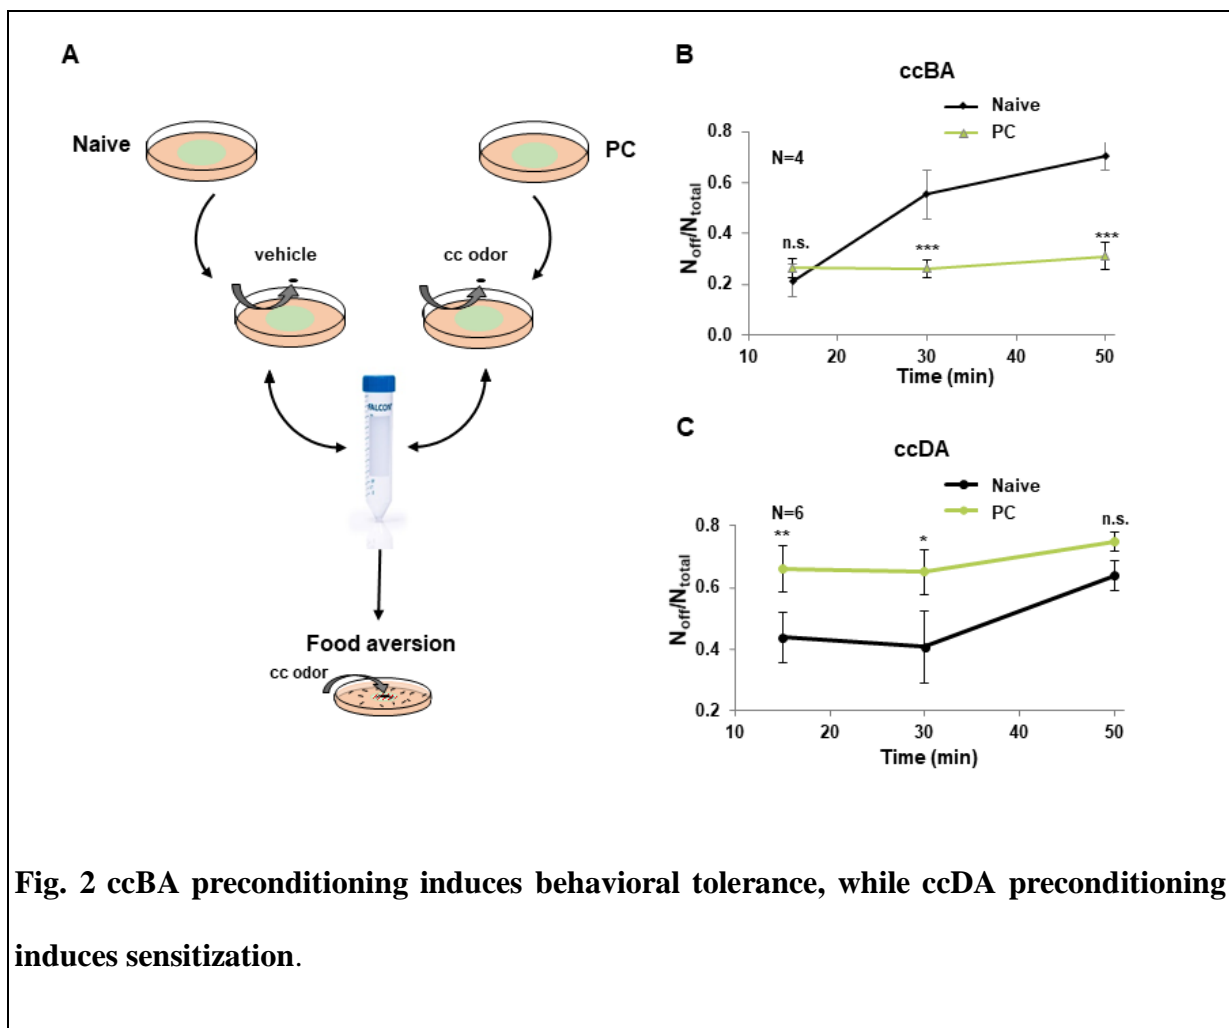 A
Naive
PC
vehicle
cc odor
FALCON
Food aversion
cc odor
B
ccBA
Naive
PC
N=4
0.8
0.6
0.4
0.2
0.0
Noff/Ntotal
n.s.
***
***
10 20 30 40 50
Time (min)
C
ccDA
Naive
PC
N=6
0.8
0.6
0.4
0.2
Noff/Ntotal
**
*
n.s.
10 20 30 40 50
Time (min)
Fig. 2 ccBA preconditioning induces behavioral tolerance, while ccDA preconditioning
induces sensitization.